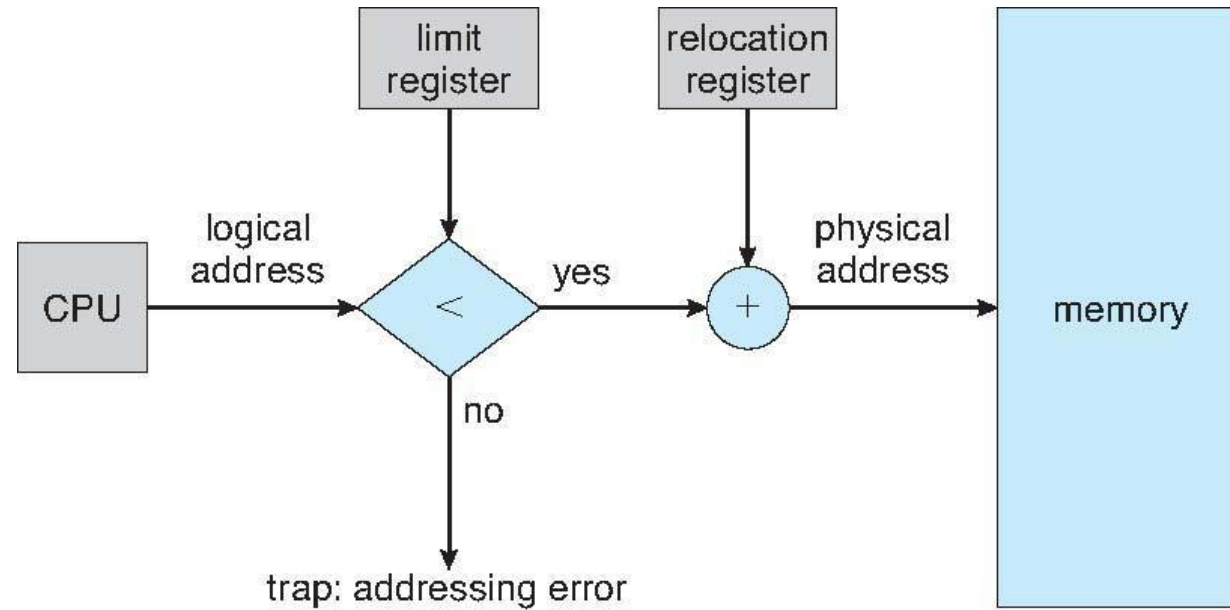 limit
register
relocation
register
logical
address
physical
address
CPU
<
yes
+
memory
no
trap: addressing error